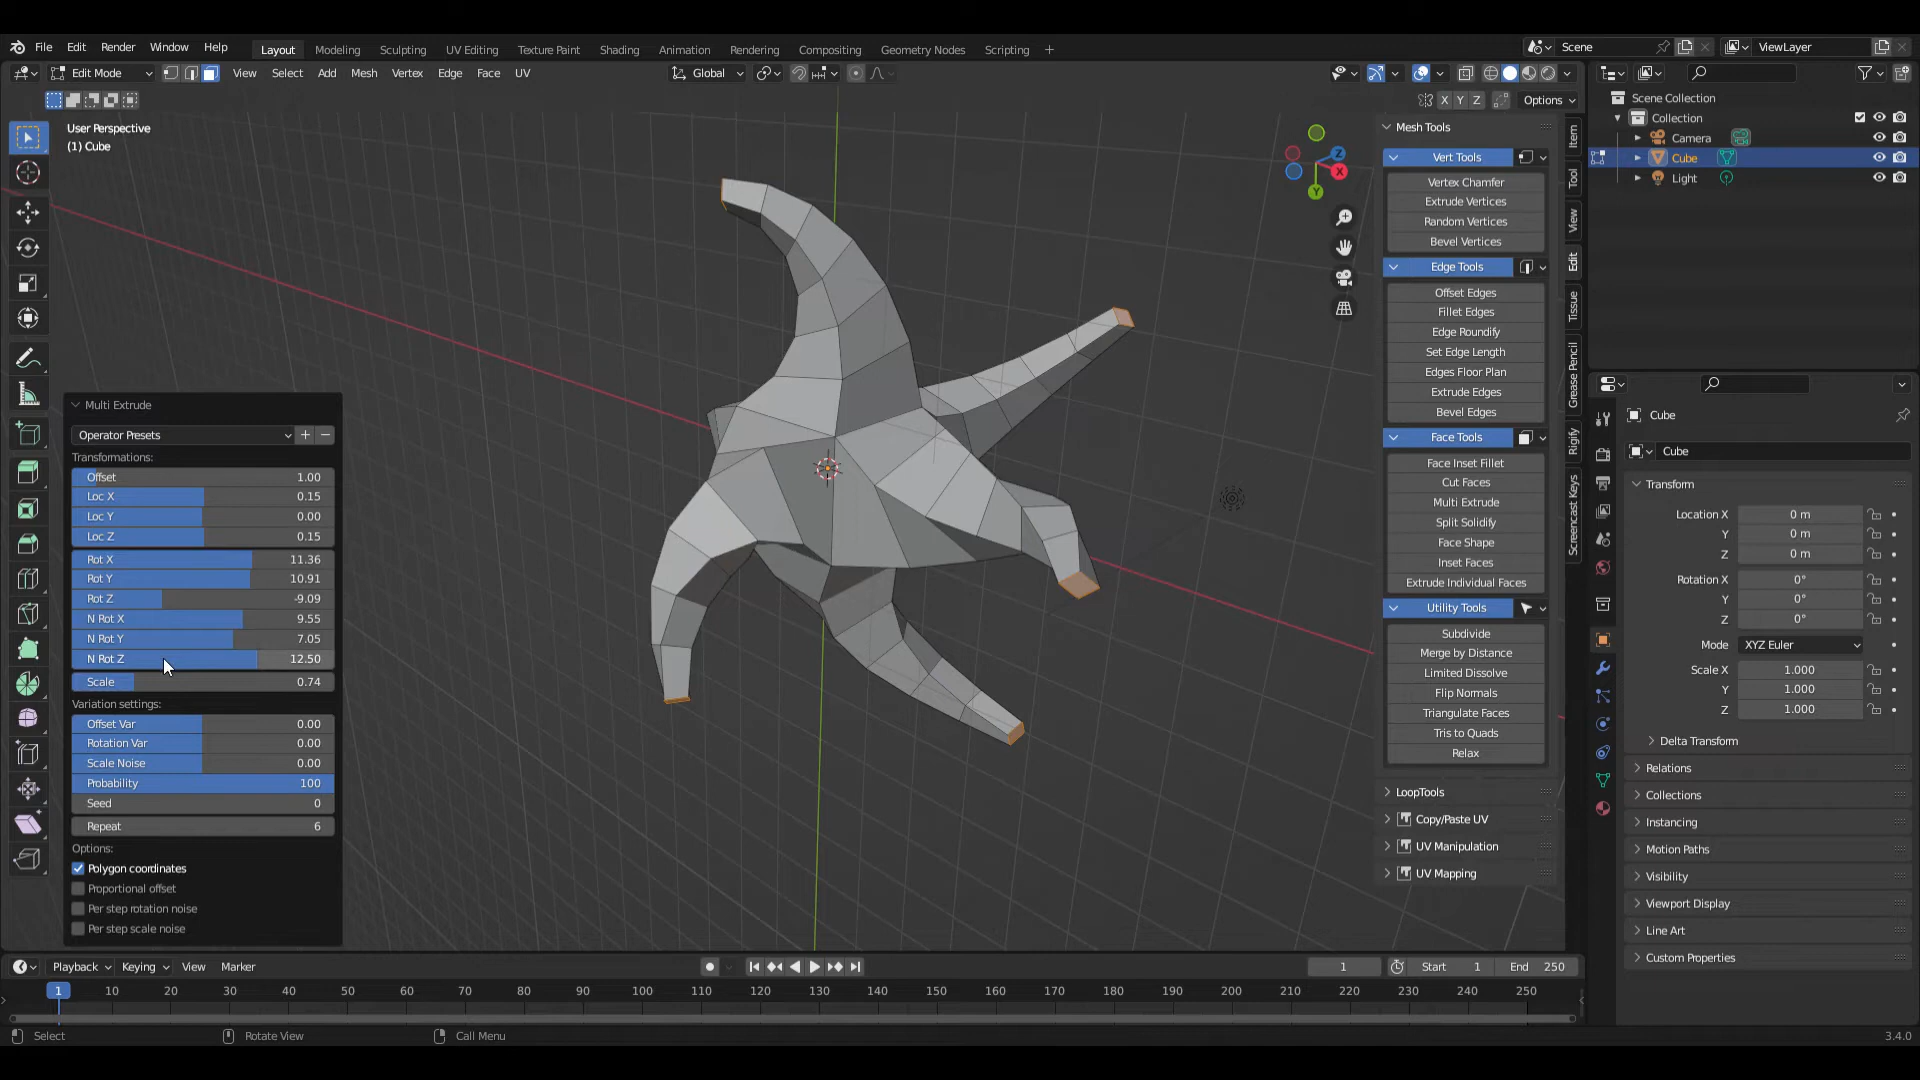 File Edit Render Window Help Layout Modeling Sculpting UV Editing Texture Paint Shading Animation Rendering Compositing Geometry Nodes Scripting + Scene ViewLayer
Edit Mode View Select Add Mesh Vertex Edge Face UV Global
X Y Z Options
User Perspective
(1) Cube
Z
X
Y
Multi Extrude
Operator Presets + −
Transformations:
Offset 1.00
Loc X 0.15
Loc Y 0.00
Loc Z 0.15
Rot X 11.36
Rot Y 10.91
Rot Z -9.09
N Rot X 9.55
N Rot Y 7.05
N Rot Z 12.50
Scale 0.74
Variation settings:
Offset Var 0.00
Rotation Var 0.00
Scale Noise 0.00
Probability 100
Seed 0
Repeat 6
Options:
Polygon coordinates
Proportional offset
Per step rotation noise
Per step scale noise
Mesh Tools
Vert Tools
Vertex Chamfer
Extrude Vertices
Random Vertices
Bevel Vertices
Edge Tools
Offset Edges
Fillet Edges
Edge Roundify
Set Edge Length
Edges Floor Plan
Extrude Edges
Bevel Edges
Face Tools
Face Inset Fillet
Cut Faces
Multi Extrude
Split Solidify
Face Shape
Inset Faces
Extrude Individual Faces
Utility Tools
Subdivide
Merge by Distance
Limited Dissolve
Flip Normals
Triangulate Faces
Tris to Quads
Relax
LoopTools
Copy/Paste UV
UV Manipulation
UV Mapping
Item
Tool
View
Edit
Tissue
Grease Pencil
Rigify
Screencast Keys
Scene Collection
Collection
Camera
Cube
Light
Cube
Cube
Transform
Location X 0 m
Y 0 m
Z 0 m
Rotation X 0°
Y 0°
Z 0°
Mode XYZ Euler
Scale X 1.000
Y 1.000
Z 1.000
Delta Transform
Relations
Collections
Instancing
Motion Paths
Visibility
Viewport Display
Line Art
Custom Properties
Playback Keying View Marker 1 Start 1 End 250
1 10 20 30 40 50 60 70 80 90 100 110 120 130 140 150 160 170 180 190 200 210 220 230 240 250
Select Rotate View Call Menu 3.4.0